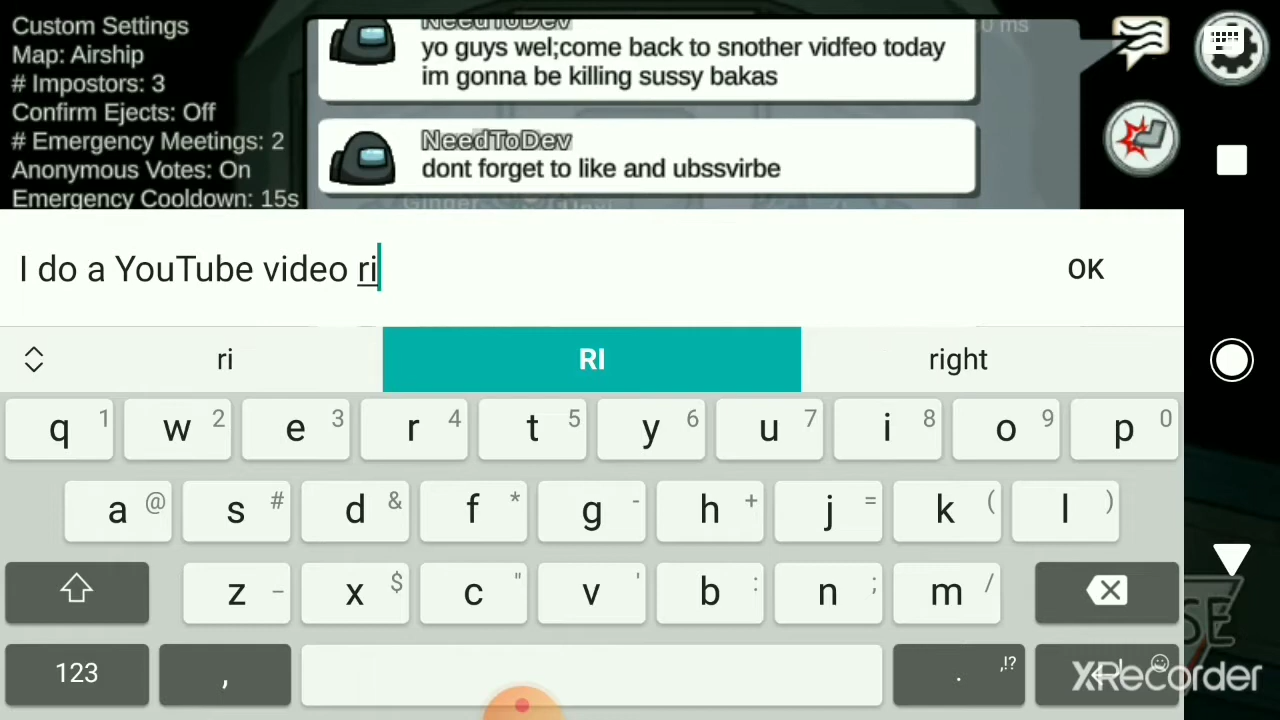 Custom Settings
Map: Airship
# Impostors: 3
Confirm Ejects: Off
# Emergency Meetings: 2
Anonymous Votes: On
Emergency Cooldown: 15s
NeedToDev
yo guys wel;come back to snother vidfeo today
im gonna be killing sussy bakas
NeedToDev
dont forget to like and ubssvirbe
Ginger
0 ms
I do a YouTube video ri
OK
ri RI right
q 1 w 2 e 3 r 4 t 5 y 6 u 7 i 8 o 9 p 0
a @ s # d & f * g - h + j = k ( l )
z – x $ c " v ' b : n ; m /
123 , . ,!?
XRecorder